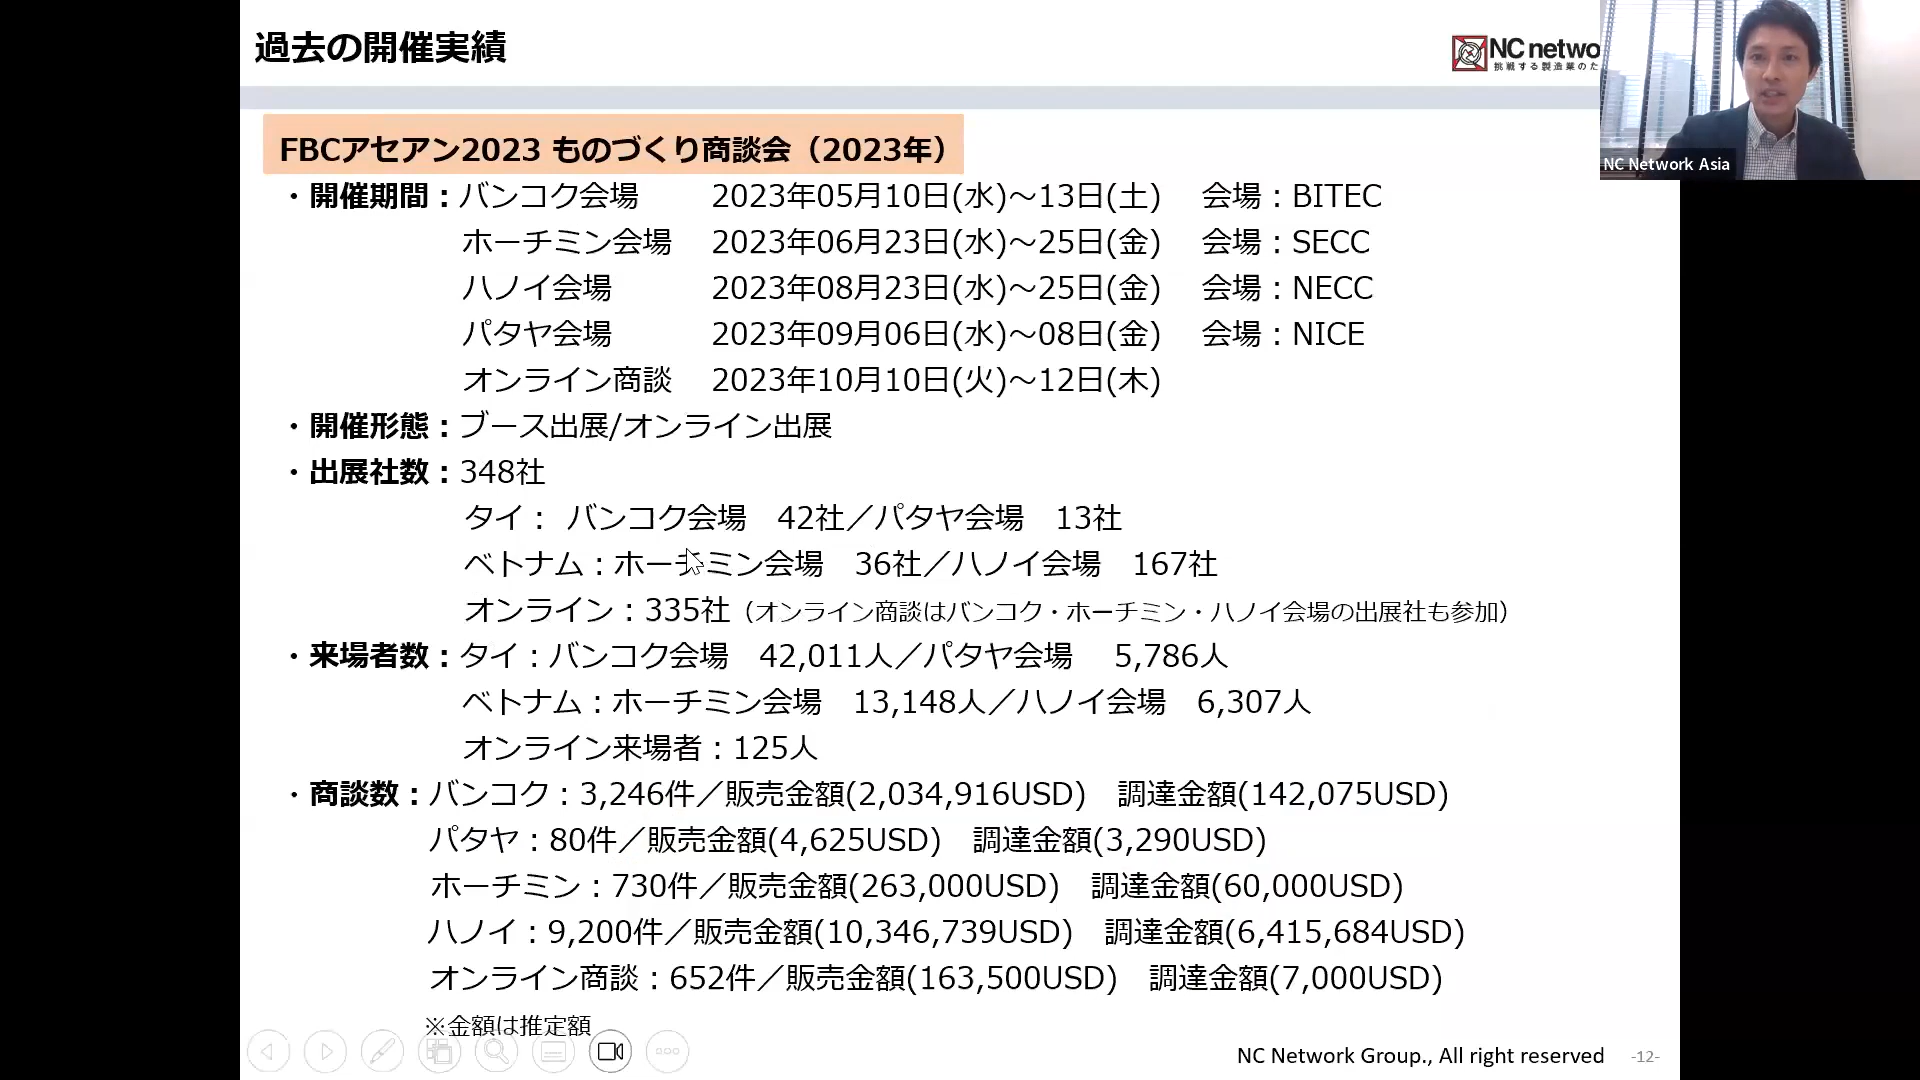 過去の開催実績
NC netwo
挑戦する製造業のた
NC Network Asia
FBCアセアン2023 ものづくり商談会（2023年）
・開催期間：バンコク会場 2023年05月10日(水)～13日(土) 会場：BITEC
ホーチミン会場 2023年06月23日(水)～25日(金) 会場：SECC
ハノイ会場 2023年08月23日(水)～25日(金) 会場：NECC
パタヤ会場 2023年09月06日(水)～08日(金) 会場：NICE
オンライン商談 2023年10月10日(火)～12日(木)
・開催形態：ブース出展/オンライン出展
・出展社数：348社
タイ： バンコク会場 42社／パタヤ会場 13社
ベトナム：ホーチミン会場 36社／ハノイ会場 167社
オンライン：335社（オンライン商談はバンコク・ホーチミン・ハノイ会場の出展社も参加）
・来場者数：タイ：バンコク会場 42,011人／パタヤ会場 5,786人
ベトナム：ホーチミン会場 13,148人／ハノイ会場 6,307人
オンライン来場者：125人
・商談数：バンコク：3,246件／販売金額(2,034,916USD) 調達金額(142,075USD)
パタヤ：80件／販売金額(4,625USD) 調達金額(3,290USD)
ホーチミン：730件／販売金額(263,000USD) 調達金額(60,000USD)
ハノイ：9,200件／販売金額(10,346,739USD) 調達金額(6,415,684USD)
オンライン商談：652件／販売金額(163,500USD) 調達金額(7,000USD)
※金額は推定額
NC Network Group., All right reserved
-12-